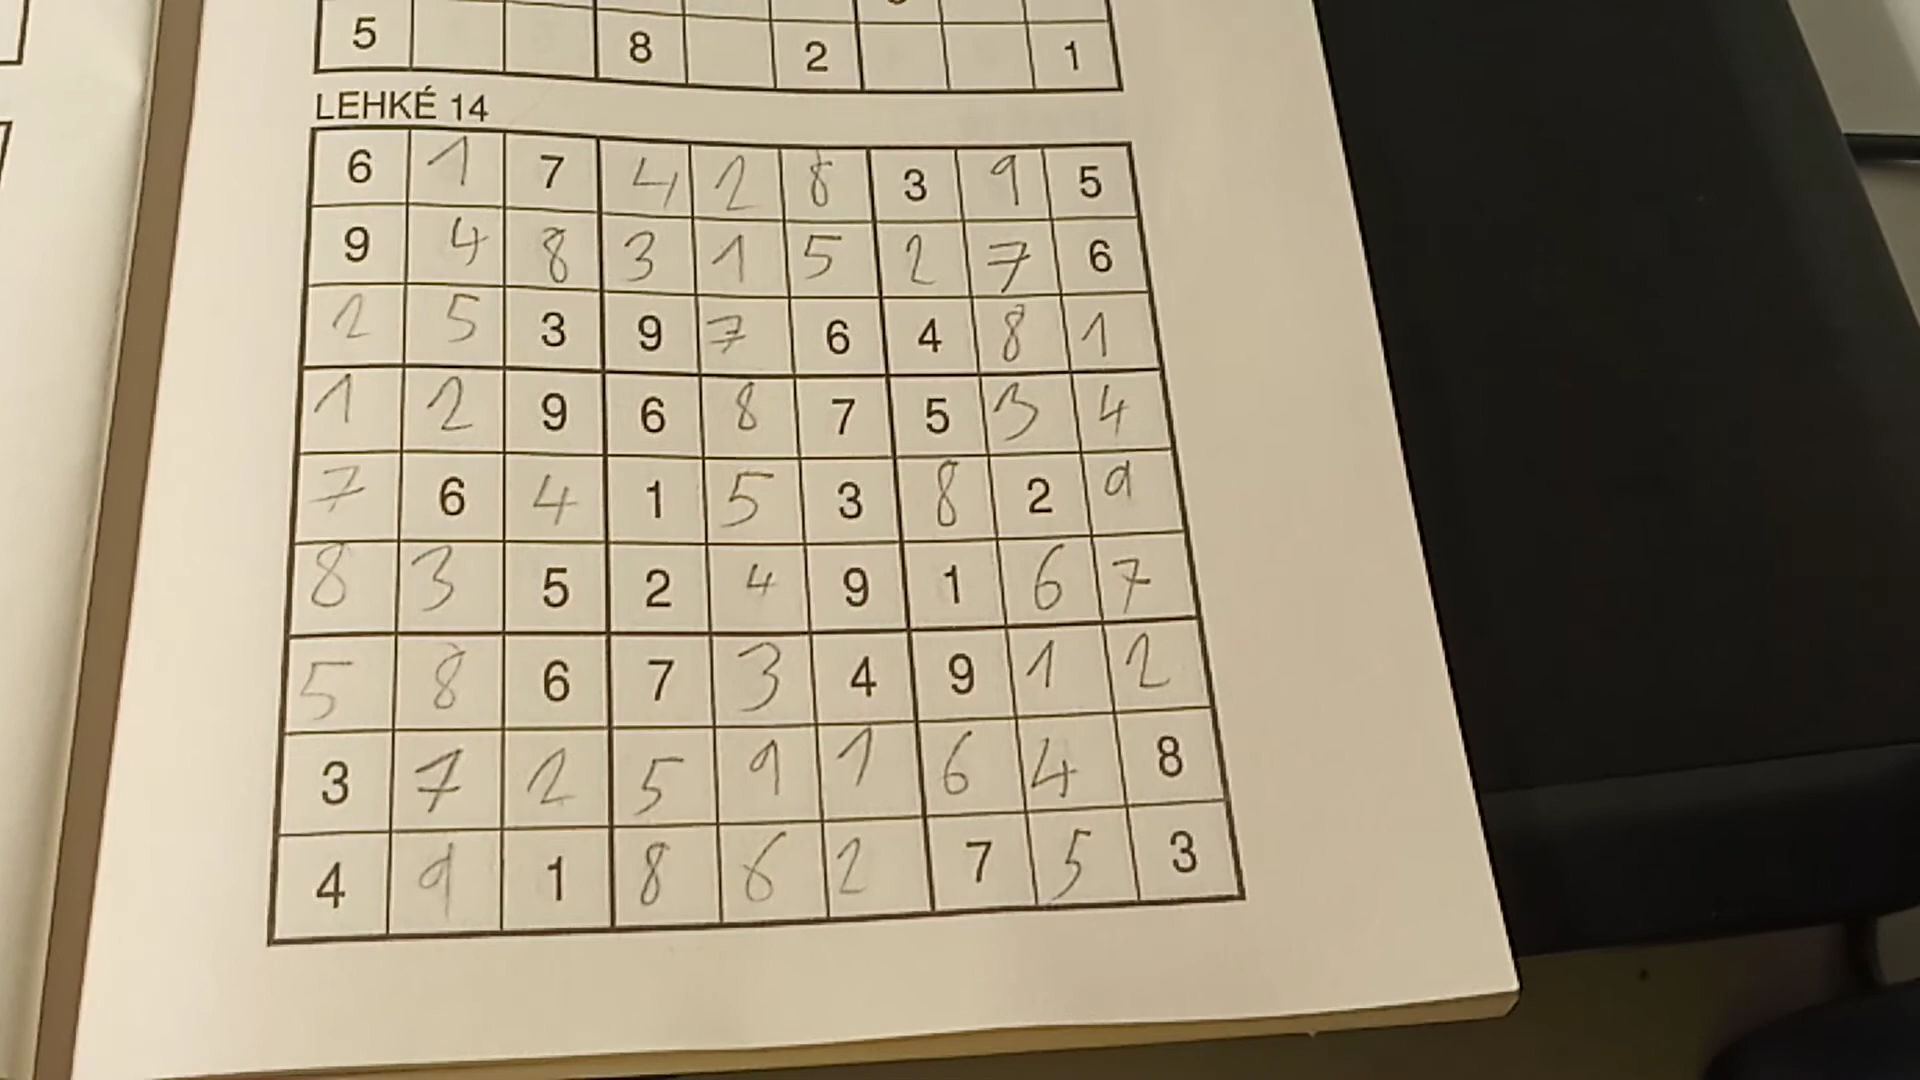 5 8 2 1
LEHKÉ 14
6 1 7 4 2 8 3 9 5
9 4 8 3 1 5 2 7 6
2 5 3 9 7 6 4 8 1
1 2 9 6 8 7 5 3 4
7 6 4 1 5 3 8 2 9
8 3 5 2 4 9 1 6 7
5 8 6 7 3 4 9 1 2
3 7 2 5 9 1 6 4 8
4 9 1 8 6 2 7 5 3